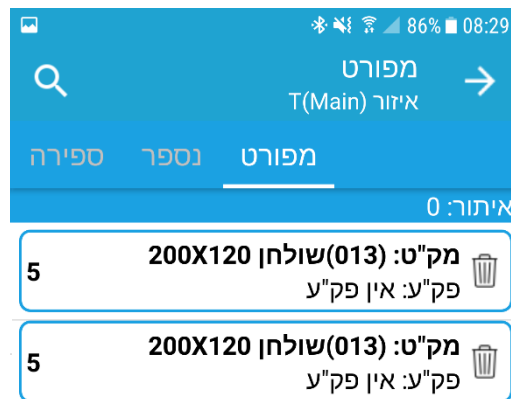 86% 08:29
מפורט
איזור T(Main)
מפורט נספר ספירה
איתור: 0
מק"ט: (013)שולחן 200X120
5
פק"ע: אין פק"ע
מק"ט: (013)שולחן 200X120
5
פק"ע: אין פק"ע